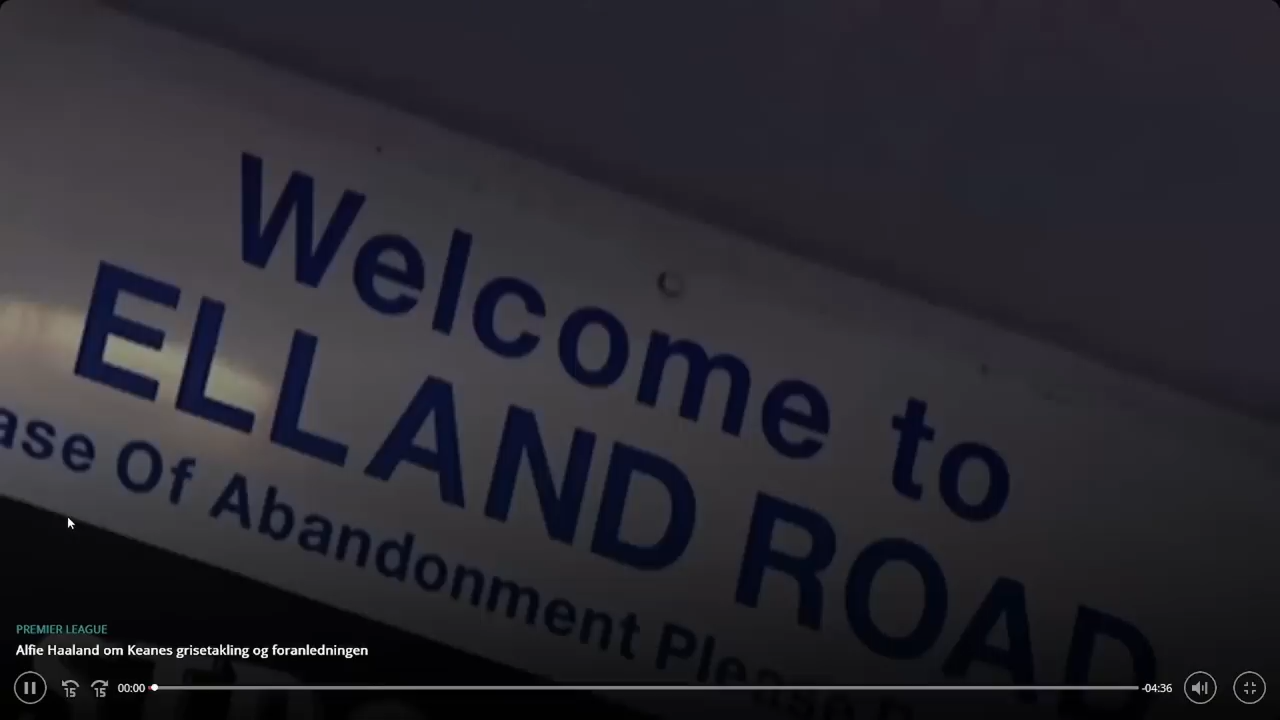 Welcome to
ELLAND ROAD
ase Of Abandonment Please
PREMIER LEAGUE
Alfie Haaland om Keanes grisetakling og foranledningen
15
15
00:00
-04:36